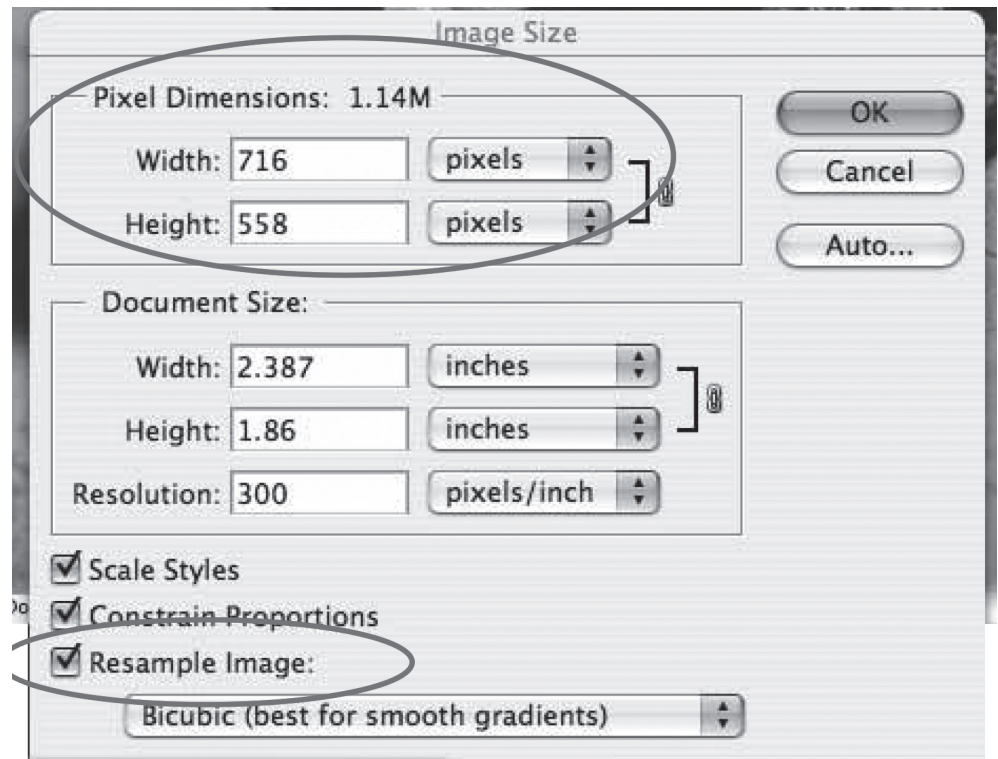 Image Size
Pixel Dimensions: 1.14M
Width: 716 pixels
Height: 558 pixels
OK
Cancel
Auto...
Document Size:
Width: 2.387 inches
Height: 1.86 inches
Resolution: 300 pixels/inch
Scale Styles
Constrain Proportions
Resample Image:
Bicubic (best for smooth gradients)